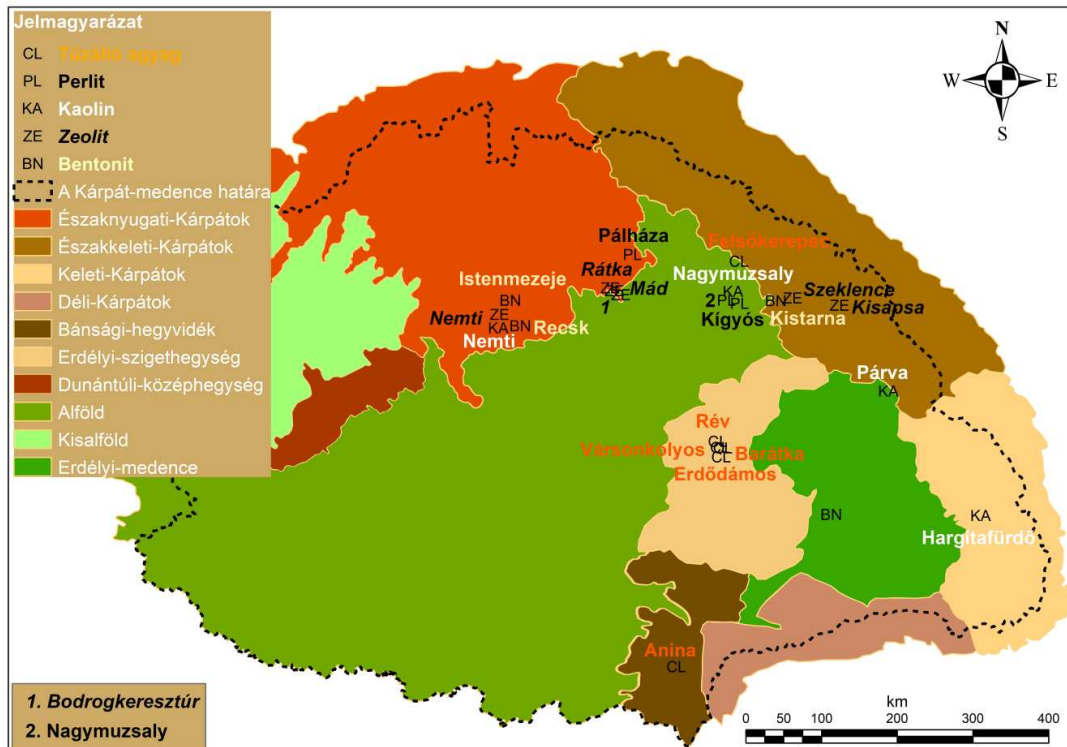 Jelmagyarázat
CL Tűzálló agyag
PL Perlit
KA Kaolin
ZE Zeolit
BN Bentonit
A Kárpát-medence határa
Északnyugati-Kárpátok
Északkeleti-Kárpátok
Keleti-Kárpátok
Déli-Kárpátok
Bánsági-hegyvidék
Erdélyi-szigethegység
Dunántúli-középhegység
Alföld
Kisalföld
Erdélyi-medence
N
W E
S
Pálháza
PL
Felsőkerepec
CL
Rátka
ZE
Mád
ZE
1
Nagymuzsaly
KA
2 PL PL
Kígyós
BN ZE Szeklence
ZE Kisapsa
Kistarna
Istenmezeje
BN
Nemti ZE
KA BN Recsk
Nemti
Párva
KA
Rév
CL
Vársonkolyos CL CL Barátka
CL
Erdődámos
BN
KA
Hargitafürdő
Anina
CL
1. Bodrogkeresztúr
2. Nagymuzsaly
km
0 50 100 200 300 400